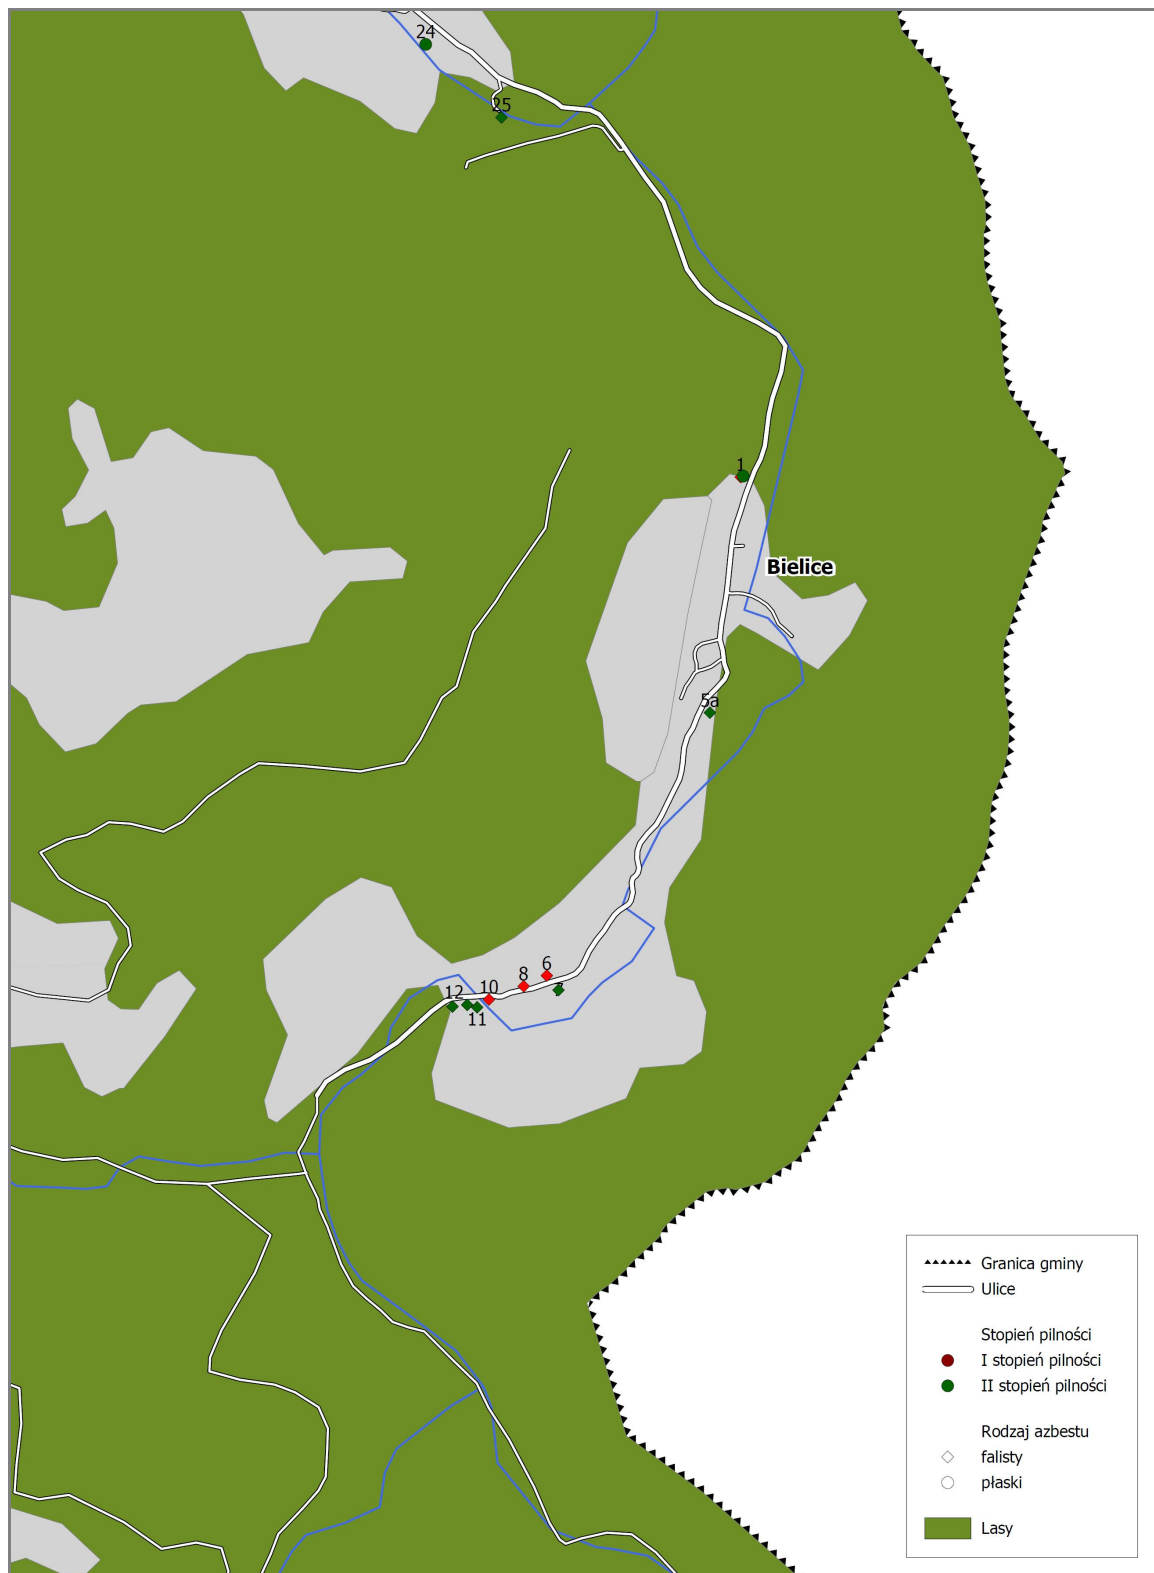 24
25
1
Bielice
5a
6
8
7
10
12
11
Granica gminy
Ulice
Stopień pilności
I stopień pilności
II stopień pilności
Rodzaj azbestu
falisty
płaski
Lasy